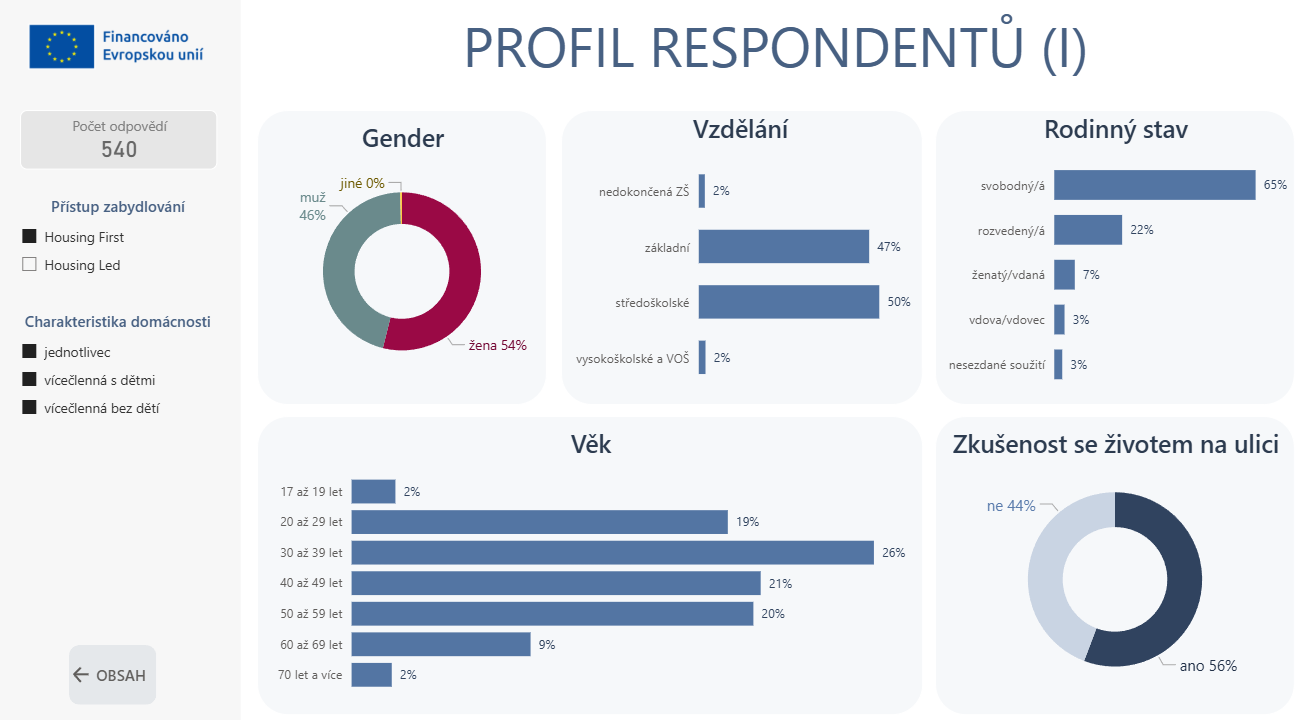 Financováno
Evropskou unií
PROFIL RESPONDENTŮ (I)
Počet odpovědí
540
Přístup zabydlování
Housing First
Housing Led
Charakteristika domácnosti
jednotlivec
vícečlenná s dětmi
vícečlenná bez dětí
OBSAH
Gender
jiné 0%
muž
46%
žena 54%
Vzdělání
nedokončená ZŠ 2%
základní 47%
středoškolské 50%
vysokoškolské a VOŠ 2%
Rodinný stav
svobodný/á 65%
rozvedený/á 22%
ženatý/vdaná 7%
vdova/vdovec 3%
nesezdané soužití 3%
Věk
17 až 19 let 2%
20 až 29 let 19%
30 až 39 let 26%
40 až 49 let 21%
50 až 59 let 20%
60 až 69 let 9%
70 let a více 2%
Zkušenost se životem na ulici
ne 44%
ano 56%